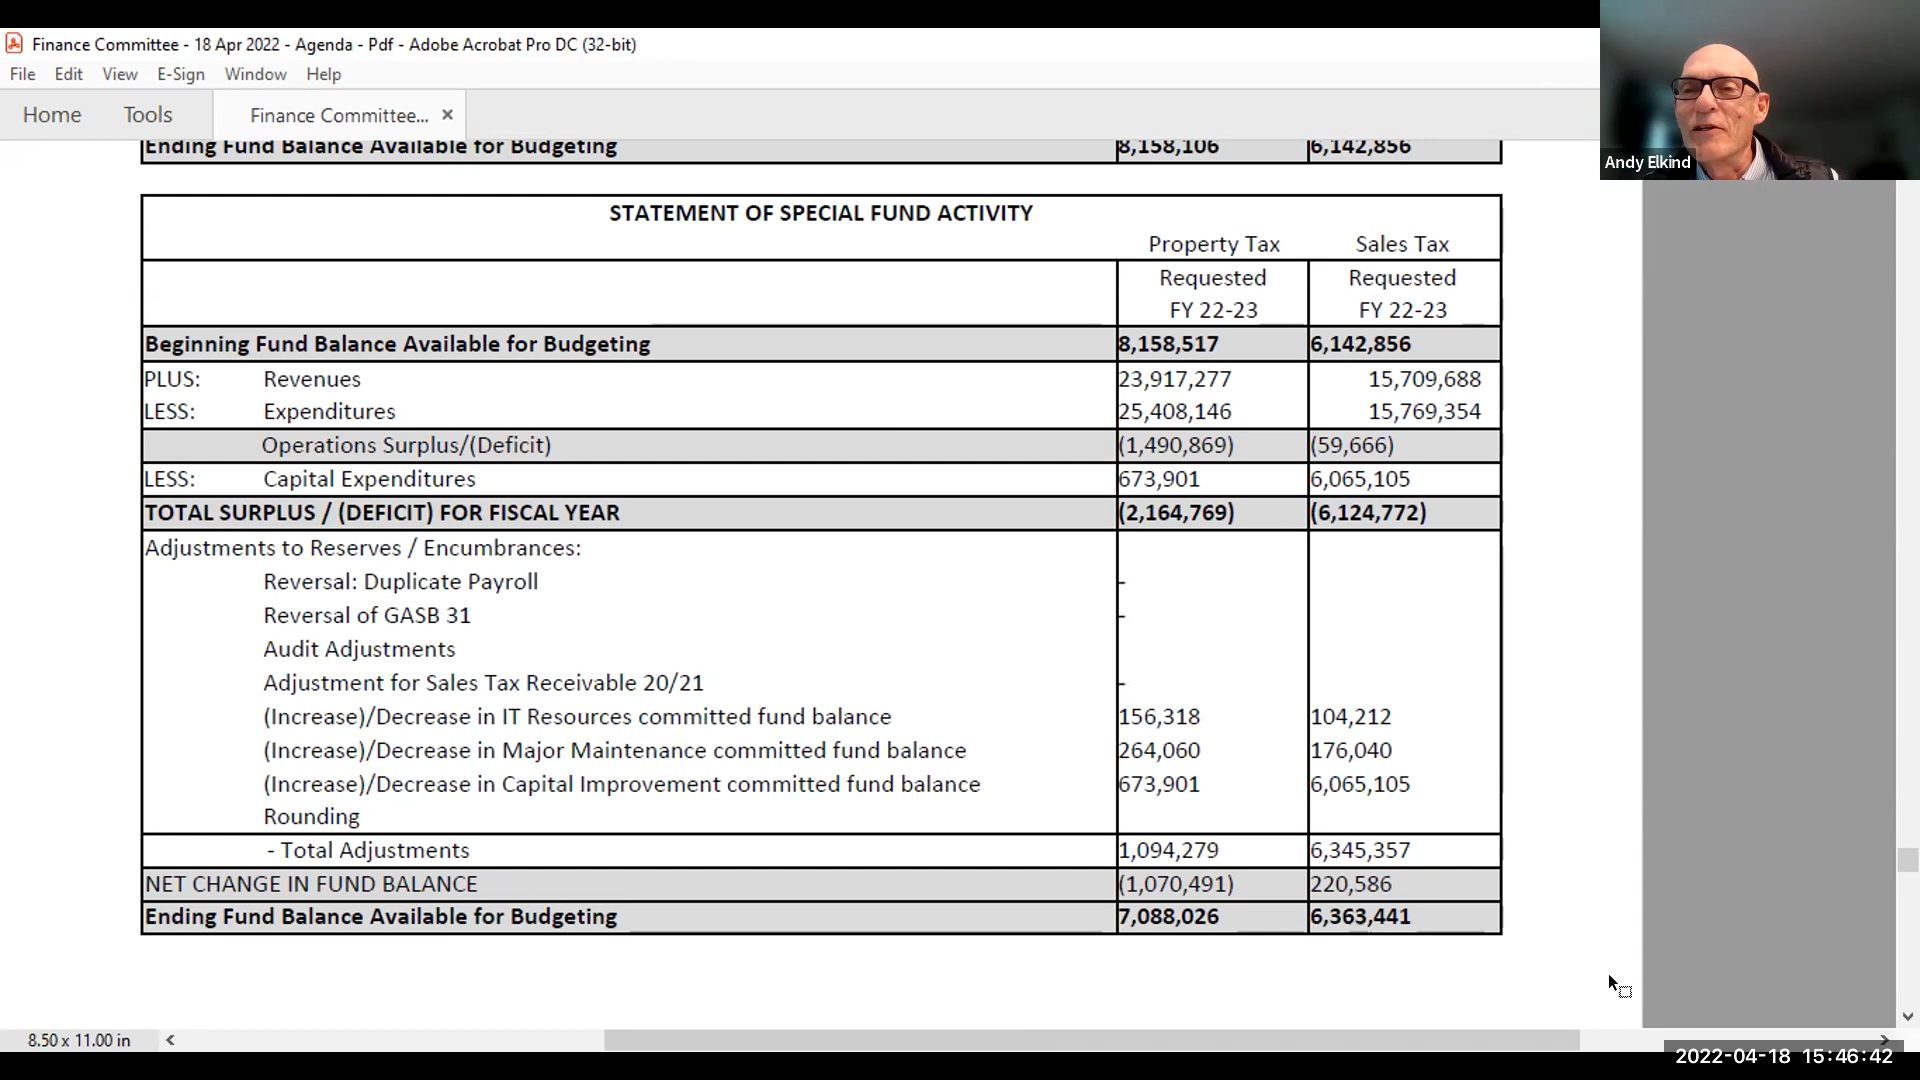 Finance Committee - 18 Apr 2022 - Agenda - Pdf - Adobe Acrobat Pro DC (32-bit)
File Edit View E-Sign Window Help
Home Tools Finance Committee... ×
Andy Elkind
Ending Fund Balance Available for Budgeting 8,158,106 6,142,856
STATEMENT OF SPECIAL FUND ACTIVITY
Property Tax Sales Tax
Requested Requested
FY 22-23 FY 22-23
Beginning Fund Balance Available for Budgeting 8,158,517 6,142,856
PLUS: Revenues 23,917,277 15,709,688
LESS: Expenditures 25,408,146 15,769,354
Operations Surplus/(Deficit) (1,490,869) (59,666)
LESS: Capital Expenditures 673,901 6,065,105
TOTAL SURPLUS / (DEFICIT) FOR FISCAL YEAR (2,164,769) (6,124,772)
Adjustments to Reserves / Encumbrances:
Reversal: Duplicate Payroll -
Reversal of GASB 31 -
Audit Adjustments
Adjustment for Sales Tax Receivable 20/21 -
(Increase)/Decrease in IT Resources committed fund balance 156,318 104,212
(Increase)/Decrease in Major Maintenance committed fund balance 264,060 176,040
(Increase)/Decrease in Capital Improvement committed fund balance 673,901 6,065,105
Rounding
- Total Adjustments 1,094,279 6,345,357
NET CHANGE IN FUND BALANCE (1,070,491) 220,586
Ending Fund Balance Available for Budgeting 7,088,026 6,363,441
8.50 x 11.00 in
2022-04-18 15:46:42